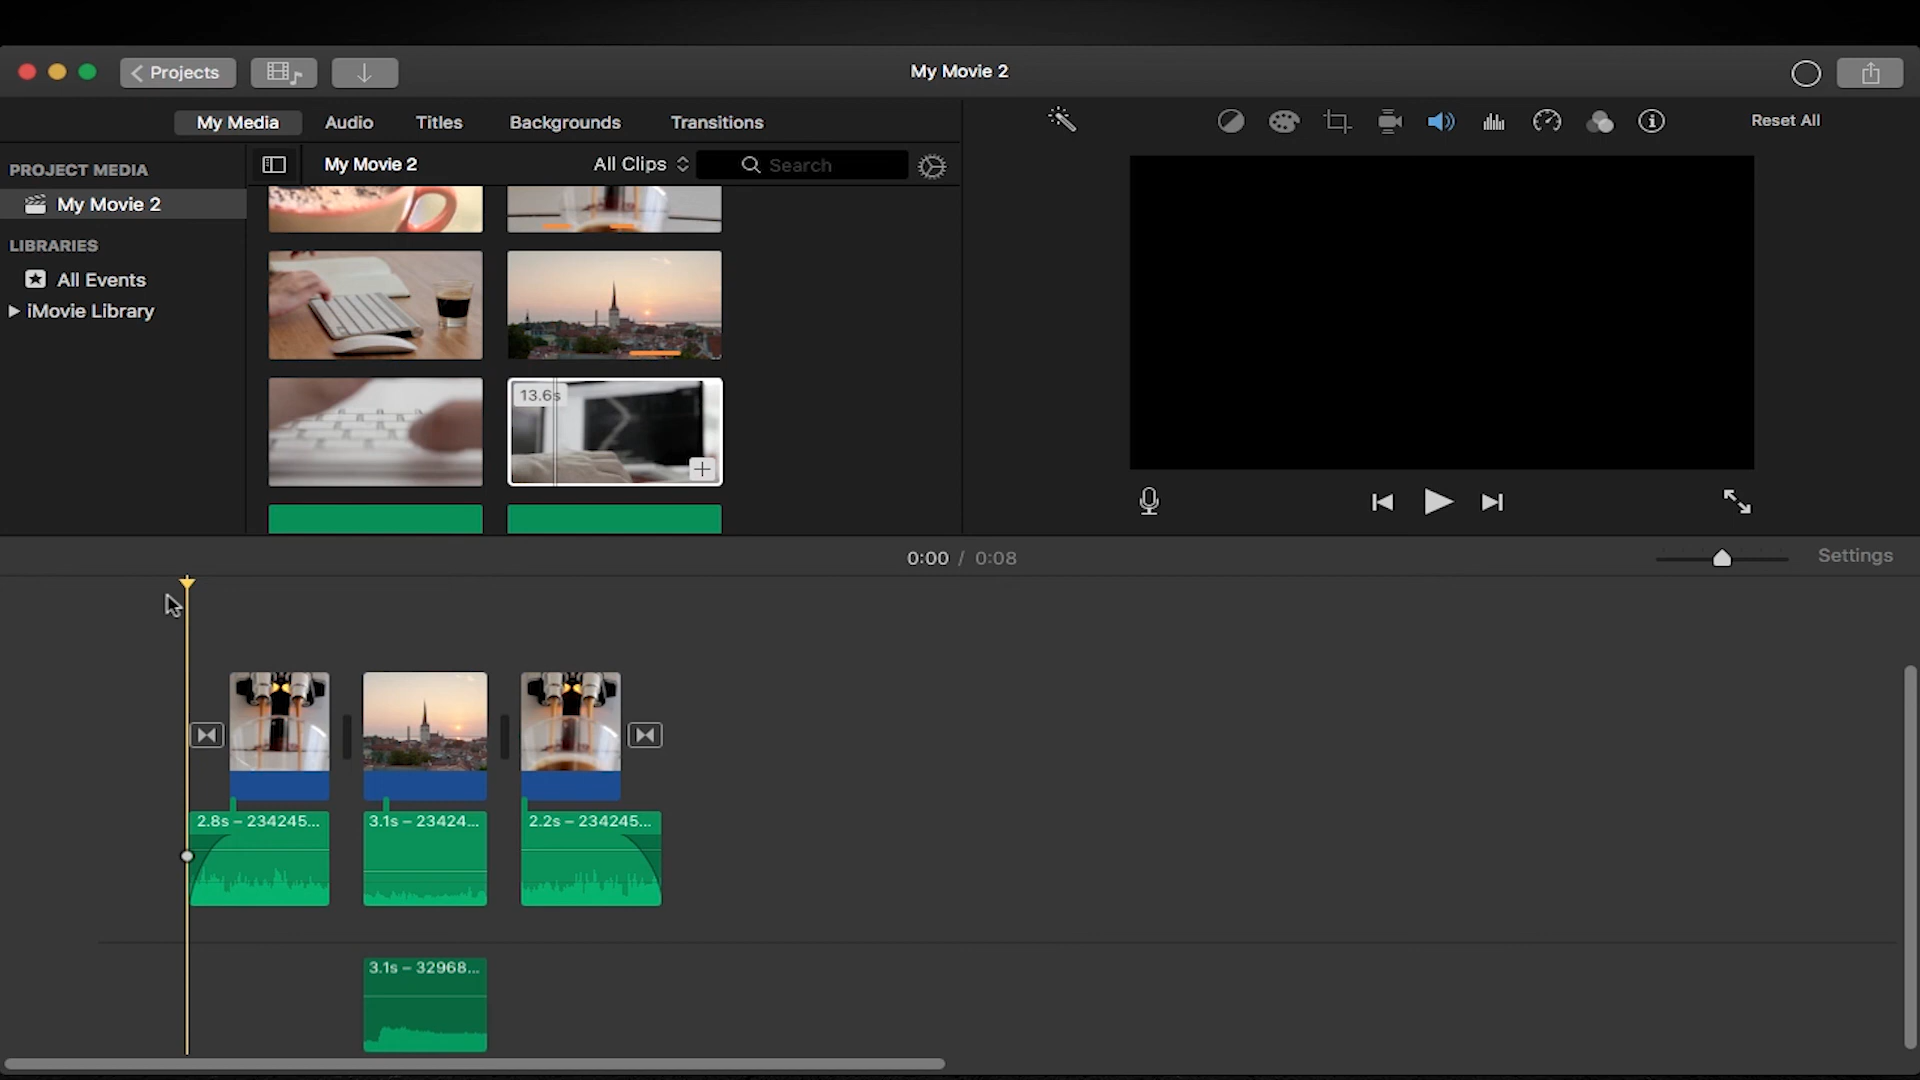 Projects
My Movie 2
My Media
Audio
Titles
Backgrounds
Transitions
Reset All
PROJECT MEDIA
My Movie 2
LIBRARIES
All Events
iMovie Library
My Movie 2
All Clips
Search
13.6s
0:00 / 0:08
Settings
2.8s – 234245...
3.1s – 23424...
2.2s – 234245...
3.1s – 32968...